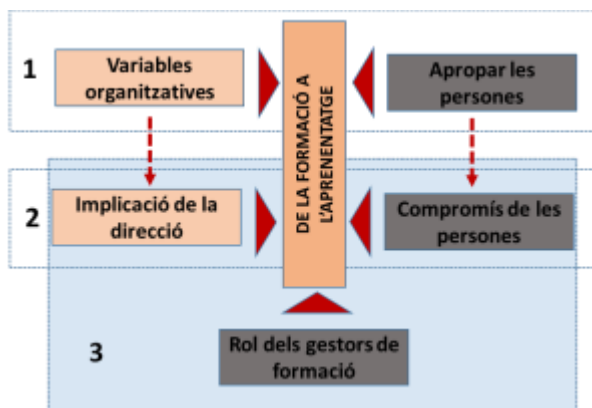 1
Variables
organitzatives
DE LA FORMACIÓ A
L'APRENENTATGE
Apropar les
persones
2
Implicació de la
direcció
Compromís de les
persones
3
Rol dels gestors de
formació